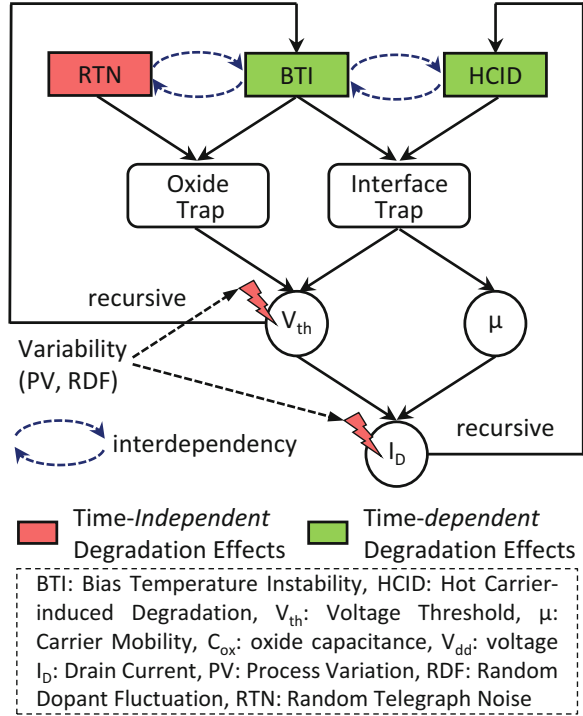 RTN
BTI
HCID
Oxide
Trap
Interface
Trap
recursive
Vth
μ
Variability
(PV, RDF)
interdependency
recursive
ID
Time-Independent
Degradation Effects
Time-dependent
Degradation Effects
BTI: Bias Temperature Instability, HCID: Hot Carrier-
induced Degradation, Vth: Voltage Threshold, μ:
Carrier Mobility, Cox: oxide capacitance, Vdd: voltage
ID: Drain Current, PV: Process Variation, RDF: Random
Dopant Fluctuation, RTN: Random Telegraph Noise